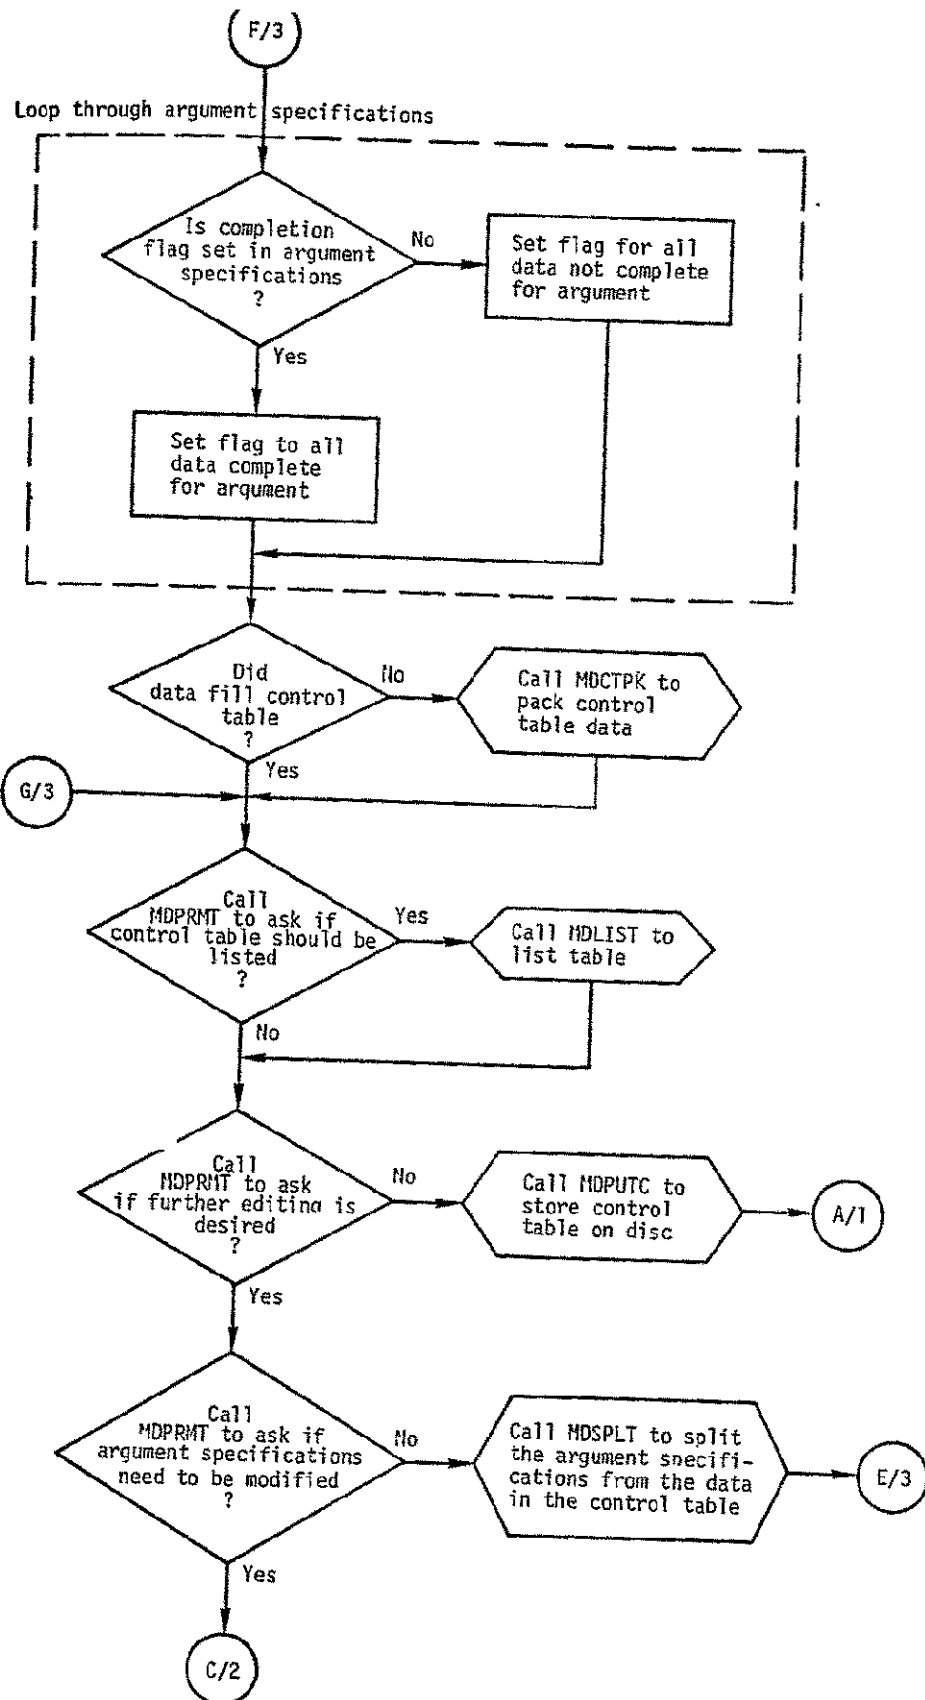 F/3
Loop through argument specifications
Is completion
flag set in argument
specifications
?
No
Set flag for all
data not complete
for argument
Yes
Set flag to all
data complete
for argument
Did
data fill control
table
?
No
Call MDCTPK to
pack control
table data
Yes
G/3
Call
MDPRMT to ask if
control table should be
listed
?
Yes
Call MDLIST to
list table
No
Call
MDPRMT to ask
if further editing is
desired
?
No
Call MDPUTC to
store control
table on disc
A/1
Yes
Call
MDPRMT to ask if
argument specifications
need to be modified
?
No
Call MDSPLT to split
the argument specifi-
cations from the data
in the control table
E/3
Yes
C/2